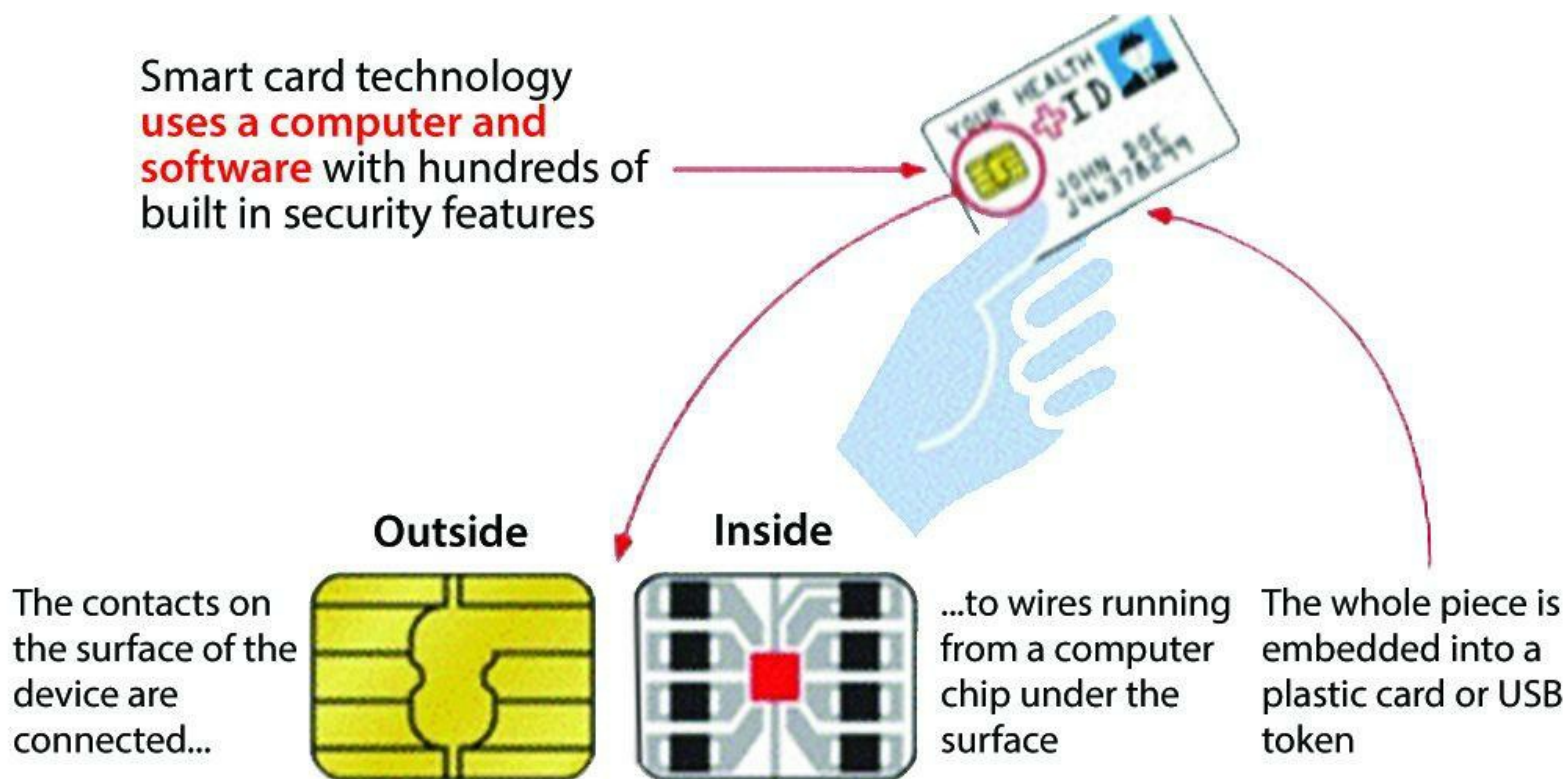 Smart card technology
uses a computer and
software with hundreds of
built in security features
YOUR HEALTH
ID
JOHN DOE
J46378299
Outside
Inside
The contacts on
the surface of the
device are
connected...
...to wires running
from a computer
chip under the
surface
The whole piece is
embedded into a
plastic card or USB
token